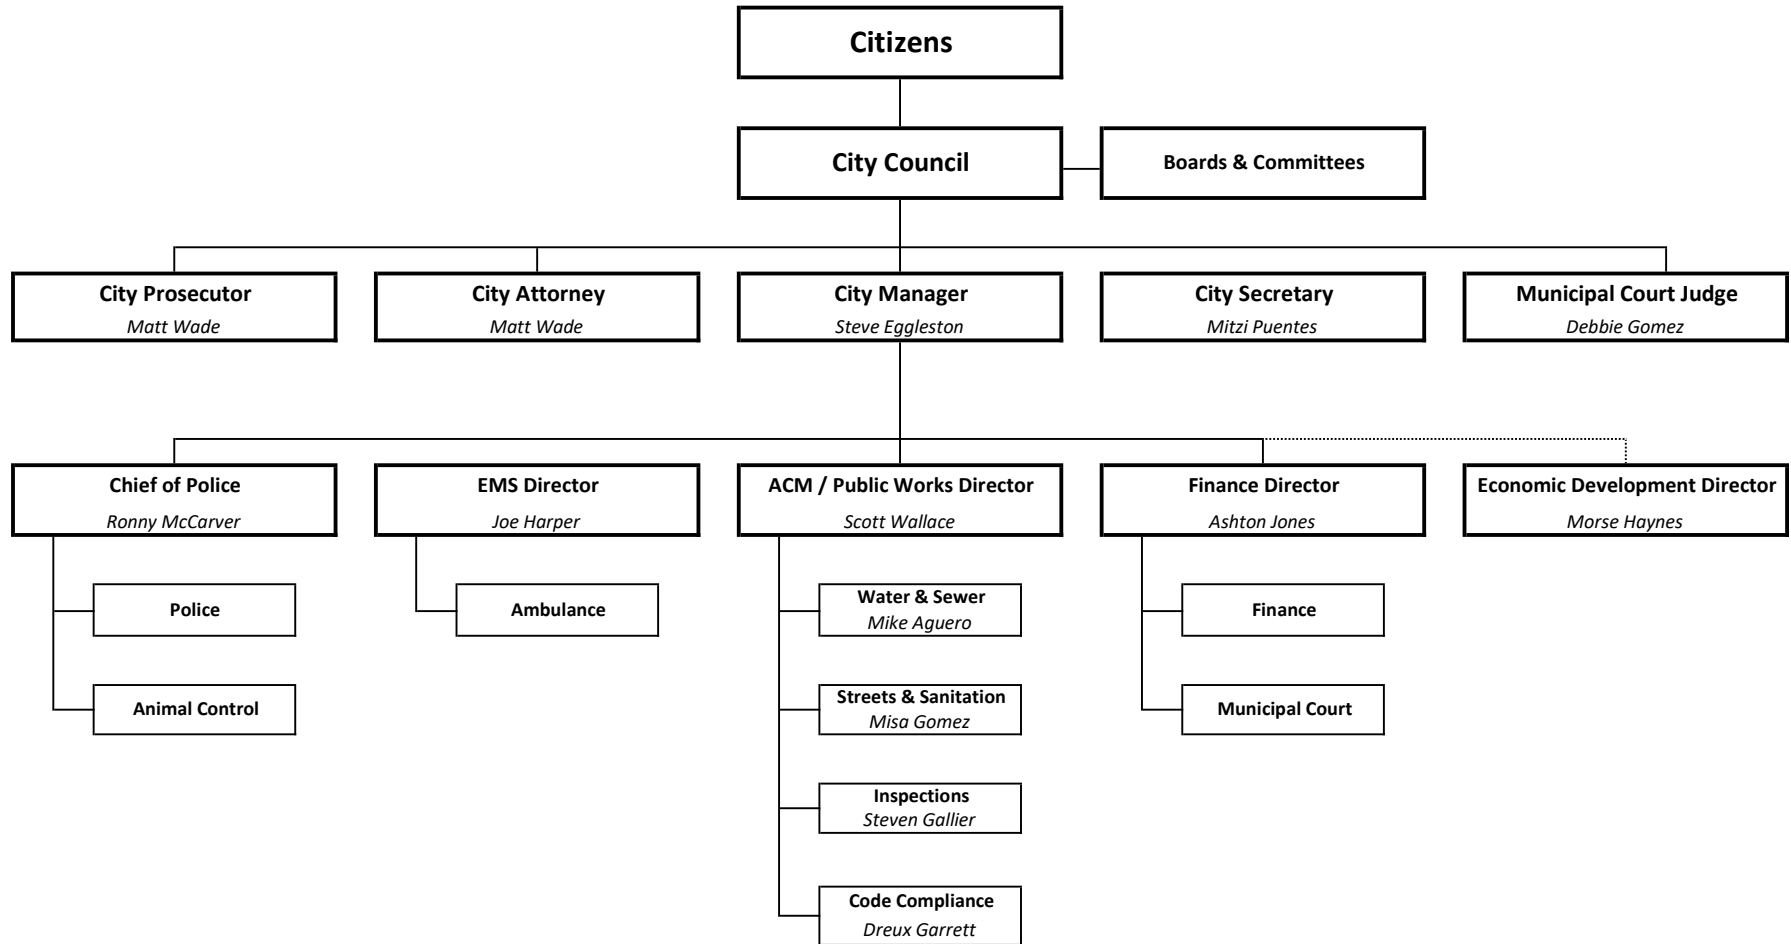 Citizens
City Council
Boards & Committees
City Prosecutor
Matt Wade
City Attorney
Matt Wade
City Manager
Steve Eggleston
City Secretary
Mitzi Puentes
Municipal Court Judge
Debbie Gomez
Chief of Police
Ronny McCarver
EMS Director
Joe Harper
ACM / Public Works Director
Scott Wallace
Finance Director
Ashton Jones
Economic Development Director
Morse Haynes
Police
Animal Control
Ambulance
Water & Sewer
Mike Aguero
Streets & Sanitation
Misa Gomez
Inspections
Steven Gallier
Code Compliance
Dreux Garrett
Finance
Municipal Court